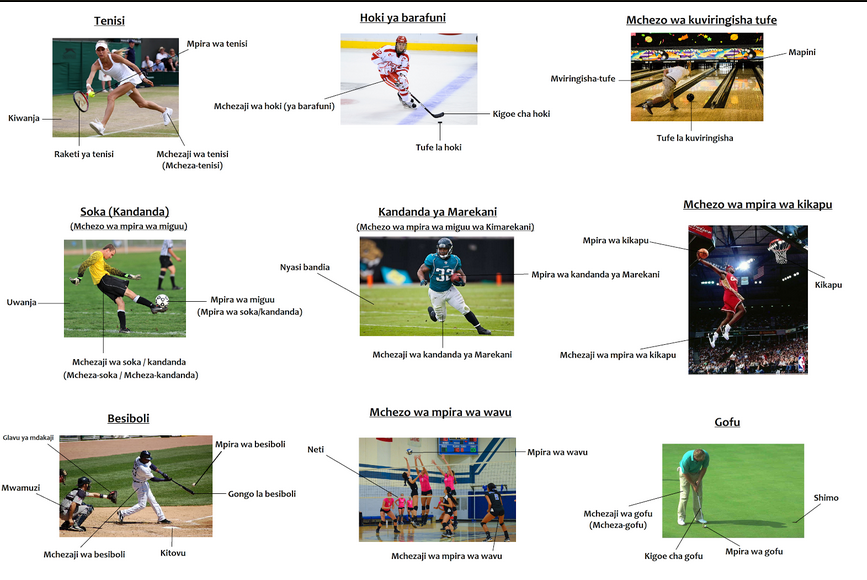 Tenisi
Mpira wa tenisi
Kiwanja
Raketi ya tenisi
Mchezaji wa tenisi
(Mcheza-tenisi)
Hoki ya barafuni
Mchezaji wa hoki (ya barafuni)
Kigoe cha hoki
Tufe la hoki
Mchezo wa kuviringisha tufe
Mapini
Mviringisha-tufe
Tufe la kuviringisha
Soka (Kandanda)
(Mchezo wa mpira wa miguu)
Uwanja
Mpira wa miguu
(Mpira wa soka/kandanda)
Mchezaji wa soka / kandanda
(Mcheza-soka / Mcheza-kandanda)
Kandanda ya Marekani
(Mchezo wa mpira wa miguu wa Kimarekani)
Nyasi bandia
32
Mpira wa kandanda ya Marekani
Mchezaji wa kandanda ya Marekani
Mchezo wa mpira wa kikapu
Mpira wa kikapu
Kikapu
Mchezaji wa mpira wa kikapu
Besiboli
Glavu ya mdakaji
Mpira wa besiboli
Mwamuzi
Gongo la besiboli
Mchezaji wa besiboli
Kitovu
Mchezo wa mpira wa wavu
Neti
Mpira wa wavu
Mchezaji wa mpira wa wavu
Gofu
Shimo
Mchezaji wa gofu
(Mcheza-gofu)
Kigoe cha gofu
Mpira wa gofu